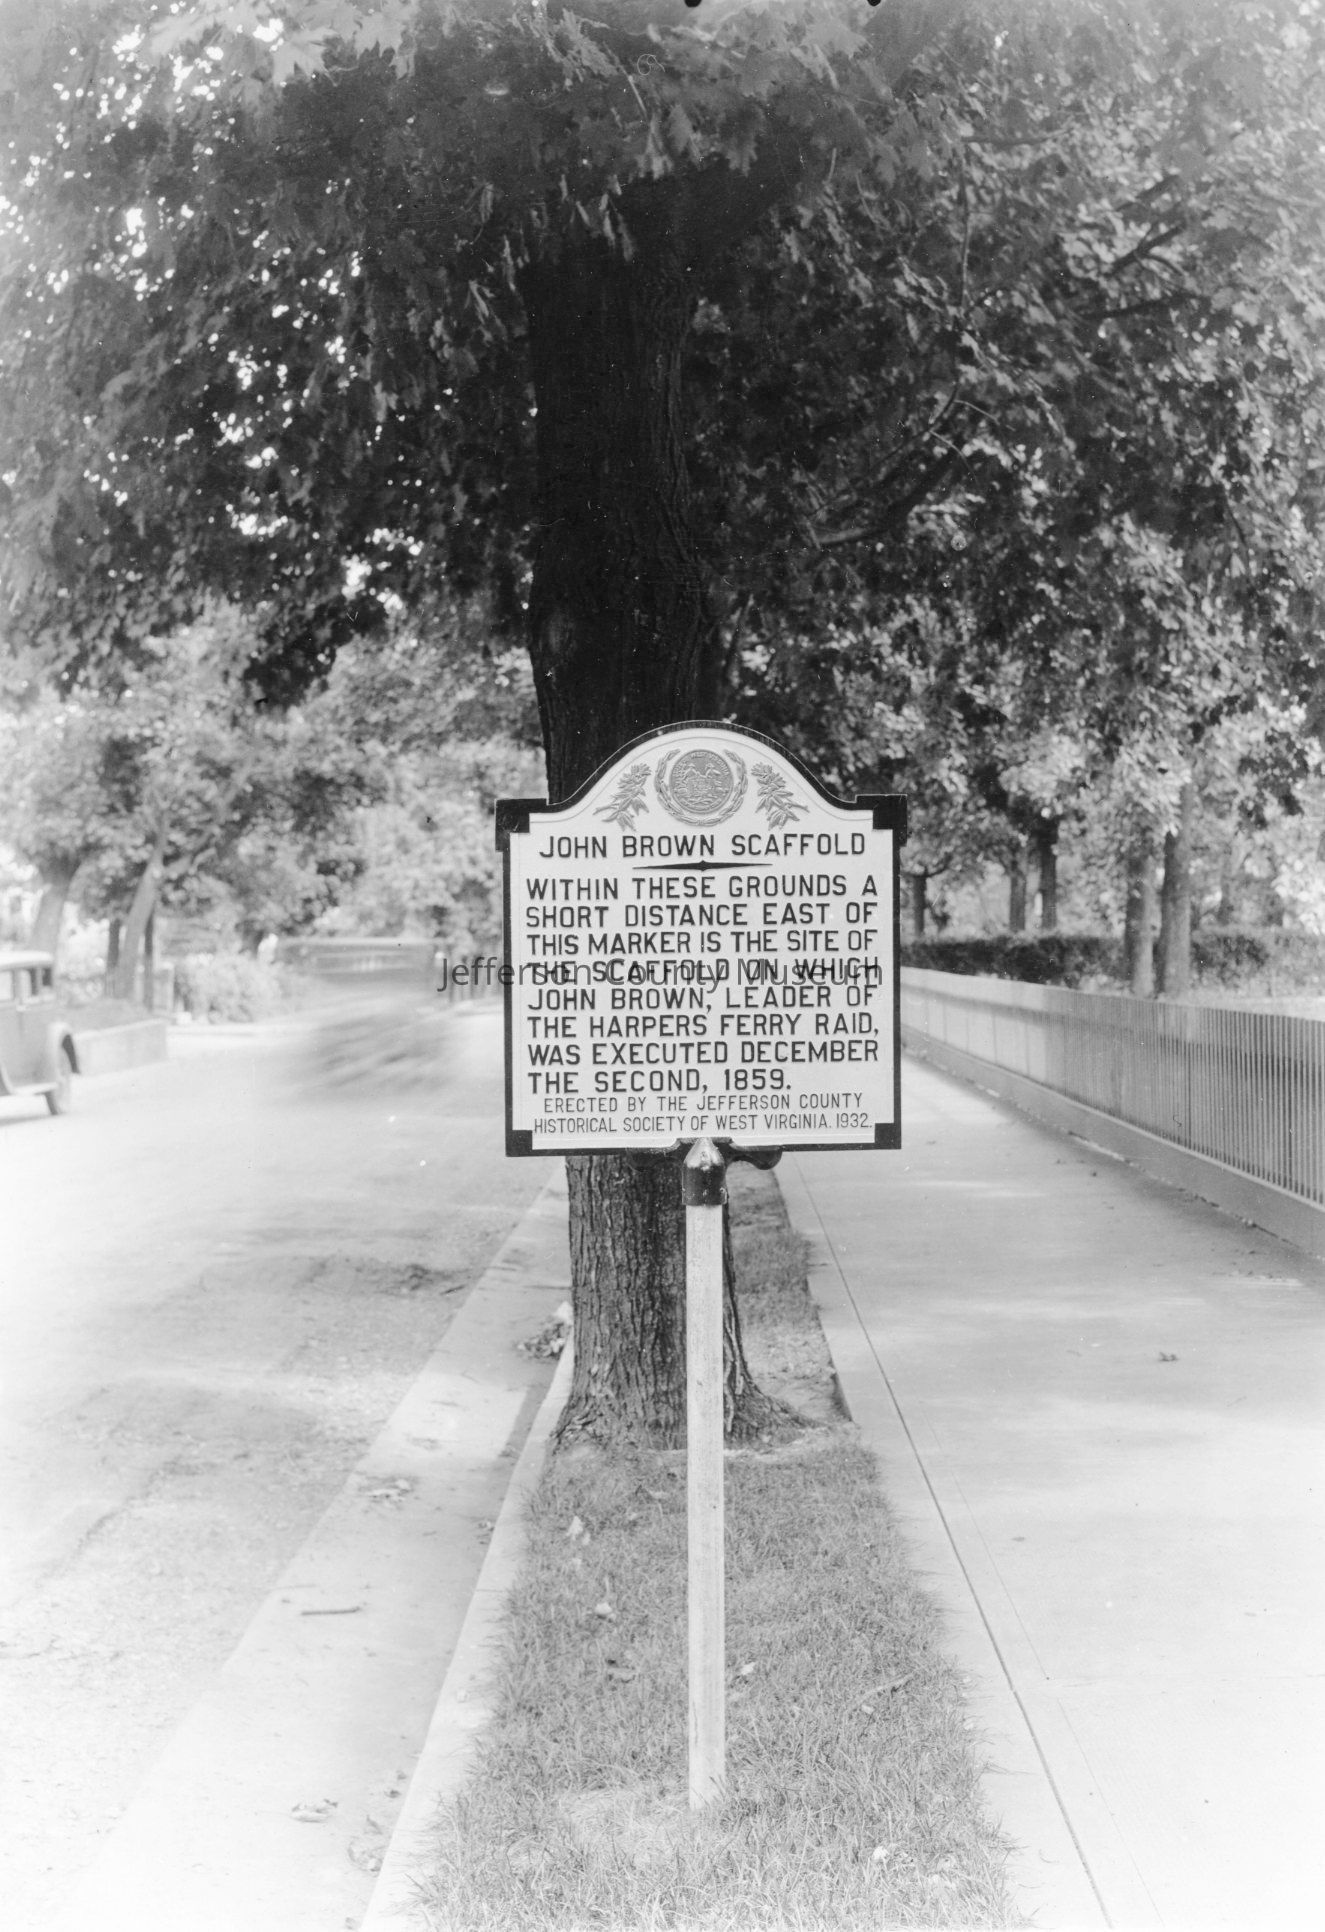 JOHN BROWN SCAFFOLD
WITHIN THESE GROUNDS A
SHORT DISTANCE EAST OF
THIS MARKER IS THE SITE OF
THE SCAFFOLD ON WHICH
Jefferson County Museum
JOHN BROWN, LEADER OF
THE HARPERS FERRY RAID,
WAS EXECUTED DECEMBER
THE SECOND, 1859.
ERECTED BY THE JEFFERSON COUNTY
HISTORICAL SOCIETY OF WEST VIRGINIA. 1932.